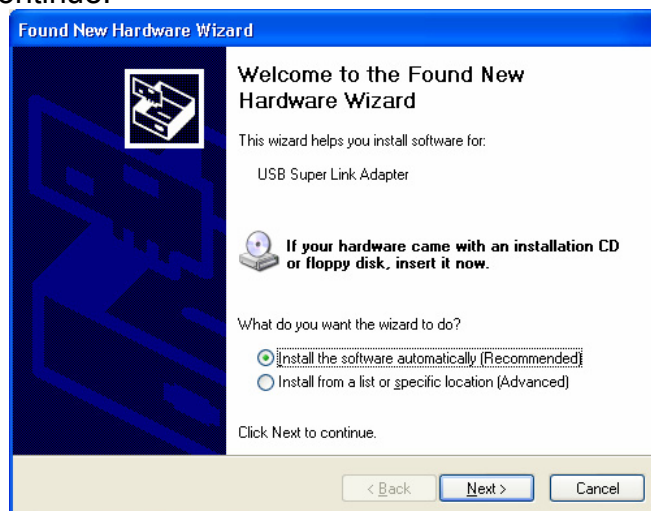 ontinue.
Found New Hardware Wizard
Welcome to the Found New
Hardware Wizard
This wizard helps you install software for:
USB Super Link Adapter
If your hardware came with an installation CD
or floppy disk, insert it now.
What do you want the wizard to do?
Install the software automatically (Recommended)
Install from a list or specific location (Advanced)
Click Next to continue.
< Back Next > Cancel